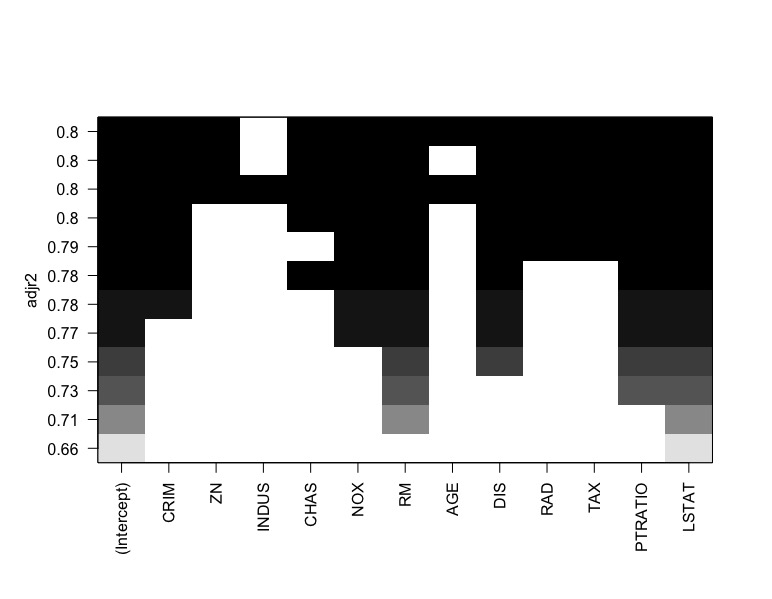 0.8
0.8
0.8
0.8
0.79
0.78
0.78
0.77
0.75
0.73
0.71
0.66
adjr2
(Intercept)
CRIM
ZN
INDUS
CHAS
NOX
RM
AGE
DIS
RAD
TAX
PTRATIO
LSTAT